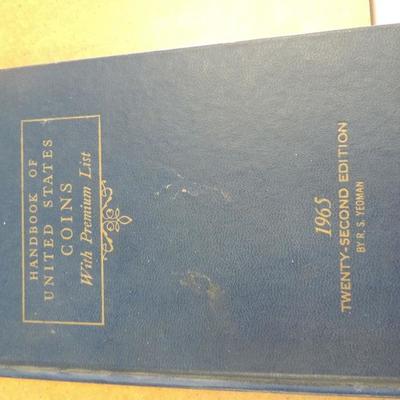 HANDBOOK OF
UNITED STATES
COINS
With Premium List
1965
TWENTY-SECOND EDITION
BY R. S. YEOMAN